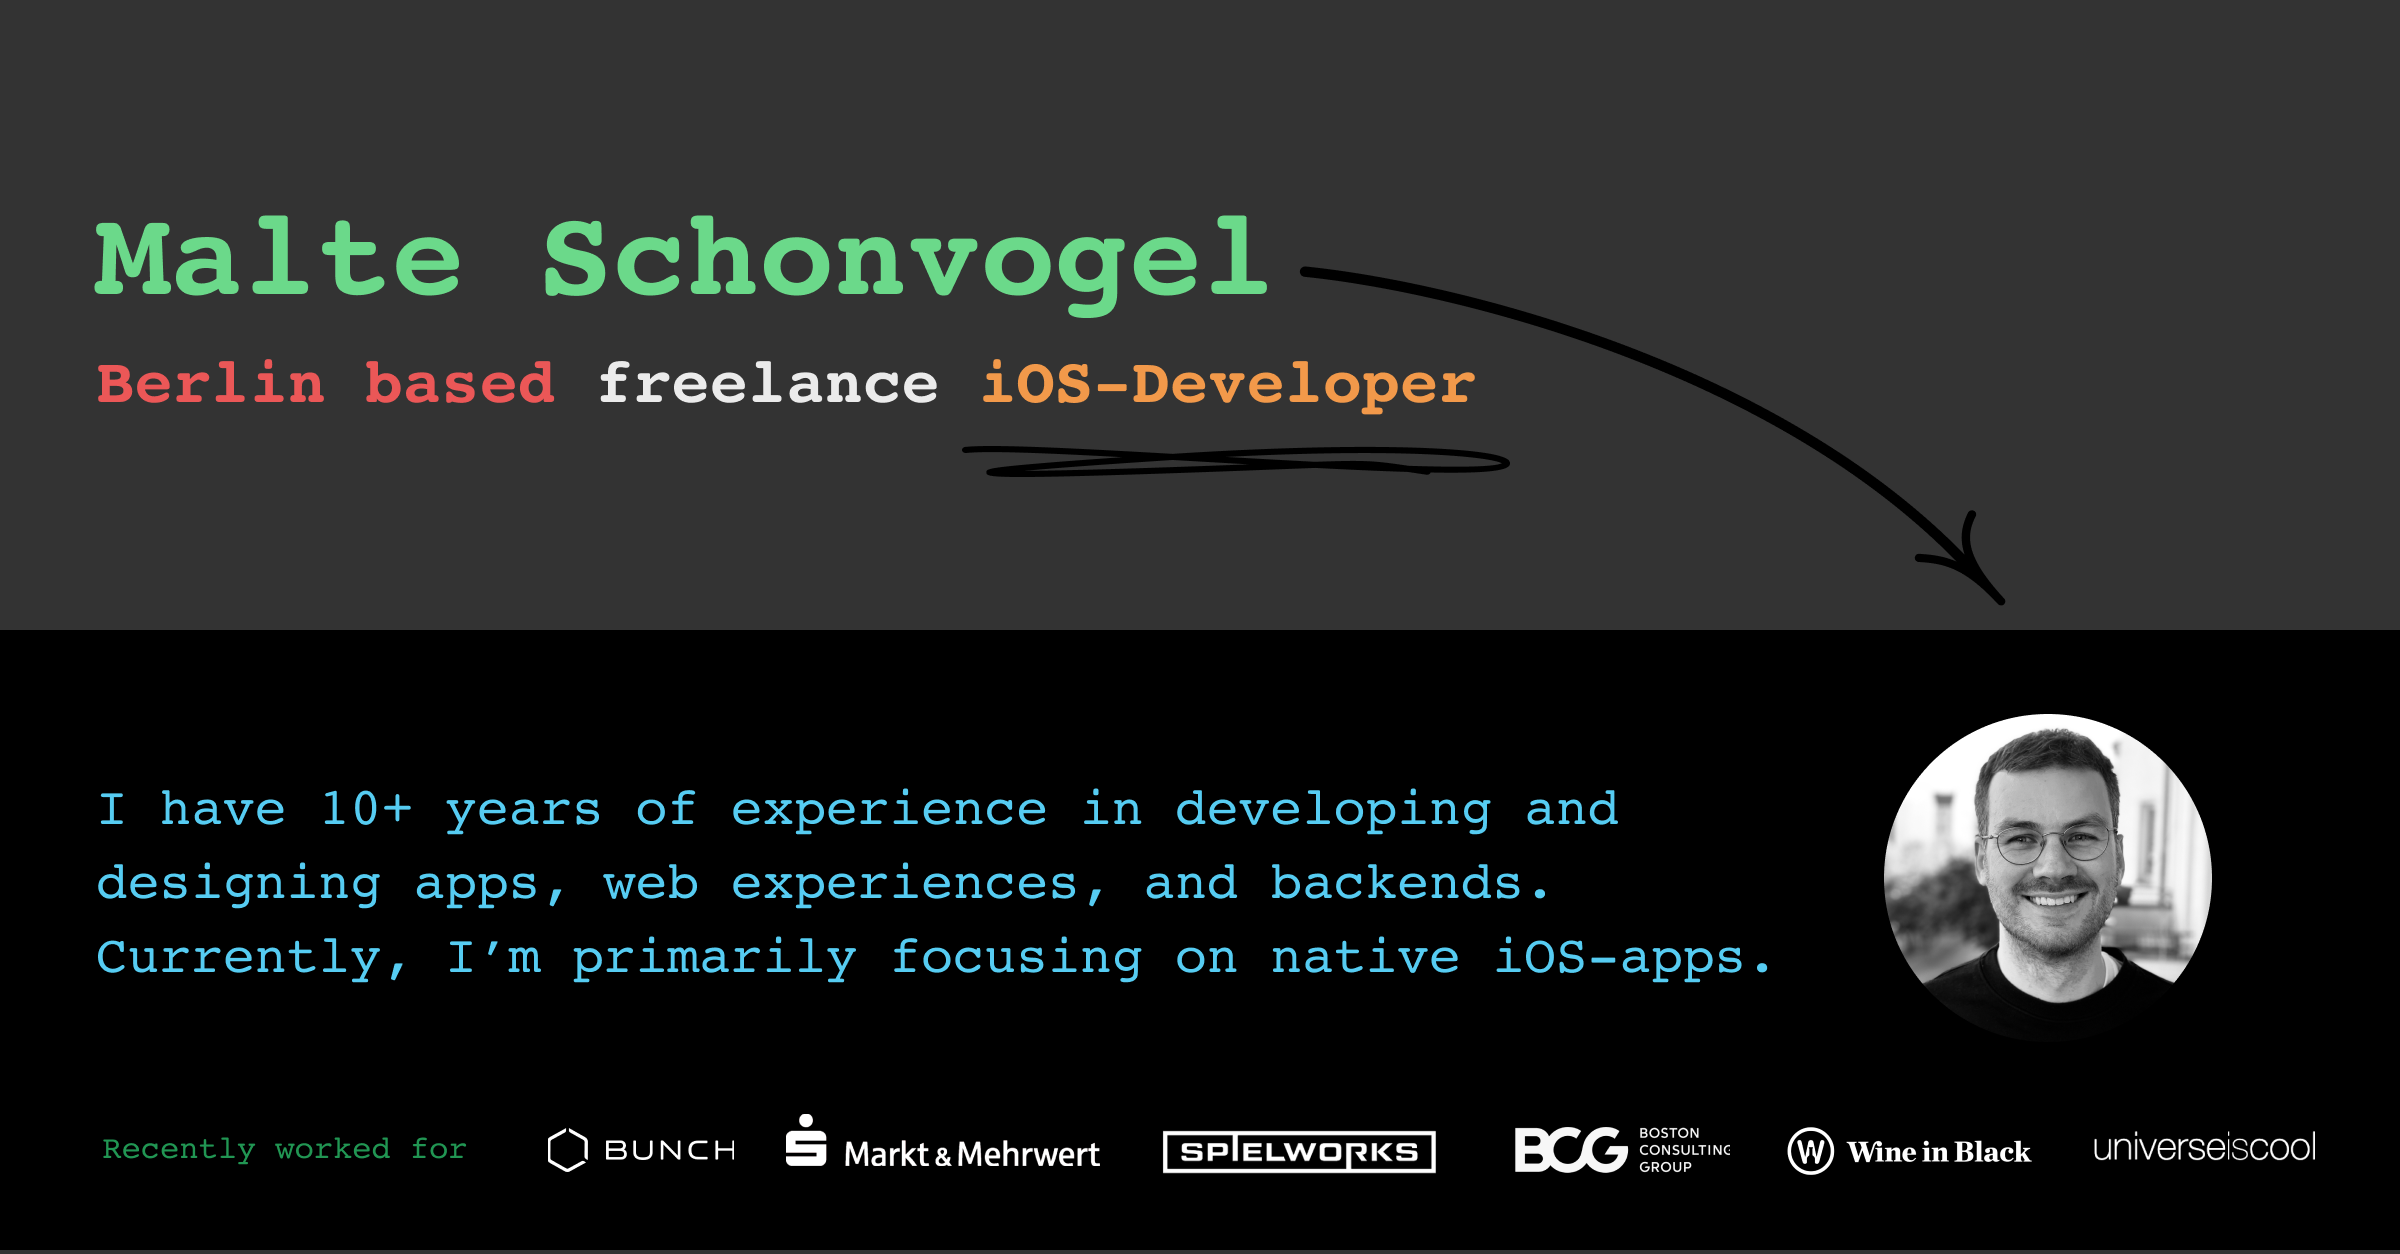 Malte Schonvogel
Berlin based freelance iOS-Developer
I have 10+ years of experience in developing and
designing apps, web experiences, and backends.
Currently, I’m primarily focusing on native iOS-apps.
Recently worked for
BUNCH
Markt & Mehrwert
SPIELWORKS
BCG
BOSTON
CONSULTING
GROUP
W Wine in Black
universeiscool